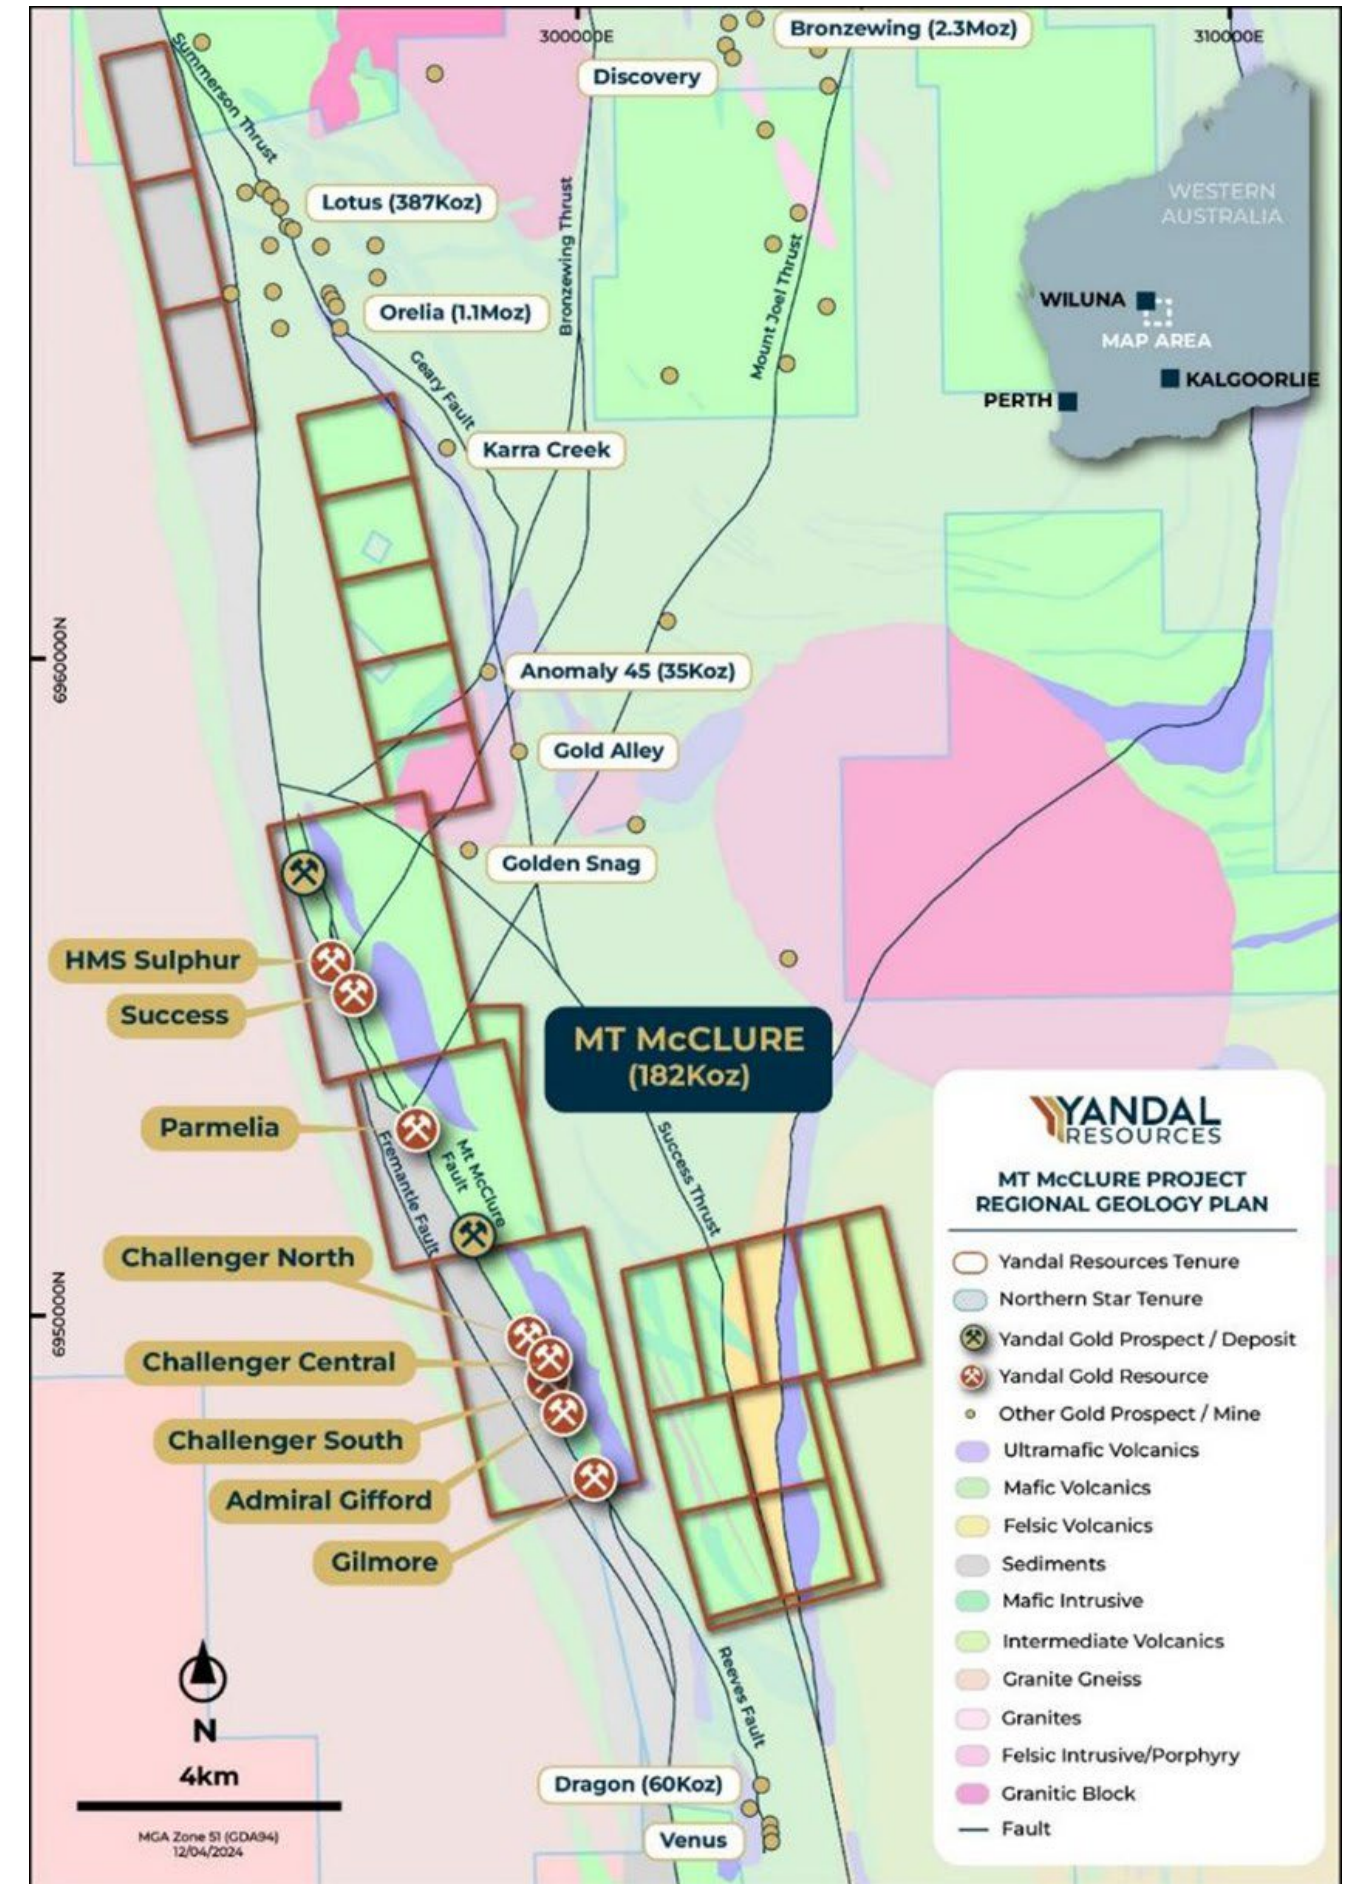 300000E
Bronzewing (2.3Moz)
310000E
Discovery
Summerson Thrust
WESTERN
AUSTRALIA
Lotus (387Koz)
Bronzewing Thrust
Mount Joel Thrust
WILUNA
MAP AREA
Orelia (1.1Moz)
KALGOORLIE
PERTH
Geary Fault
Karra Creek
6960000N
Anomaly 45 (35Koz)
Gold Alley
Golden Snag
HMS Sulphur
Success
MT McCLURE
(182Koz)
Parmelia
Fremantle Fault
Mt McClure
Fault
Success Thrust
Challenger North
6950000N
Challenger Central
Challenger South
Admiral Gifford
Gilmore
Reeves Fault
Dragon (60Koz)
Venus
N
4km
MGA Zone 51 (GDA94)
12/04/2024
YANDAL
RESOURCES
MT McCLURE PROJECT
REGIONAL GEOLOGY PLAN
Yandal Resources Tenure
Northern Star Tenure
Yandal Gold Prospect / Deposit
Yandal Gold Resource
Other Gold Prospect / Mine
Ultramafic Volcanics
Mafic Volcanics
Felsic Volcanics
Sediments
Mafic Intrusive
Intermediate Volcanics
Granite Gneiss
Granites
Felsic Intrusive/Porphyry
Granitic Block
Fault